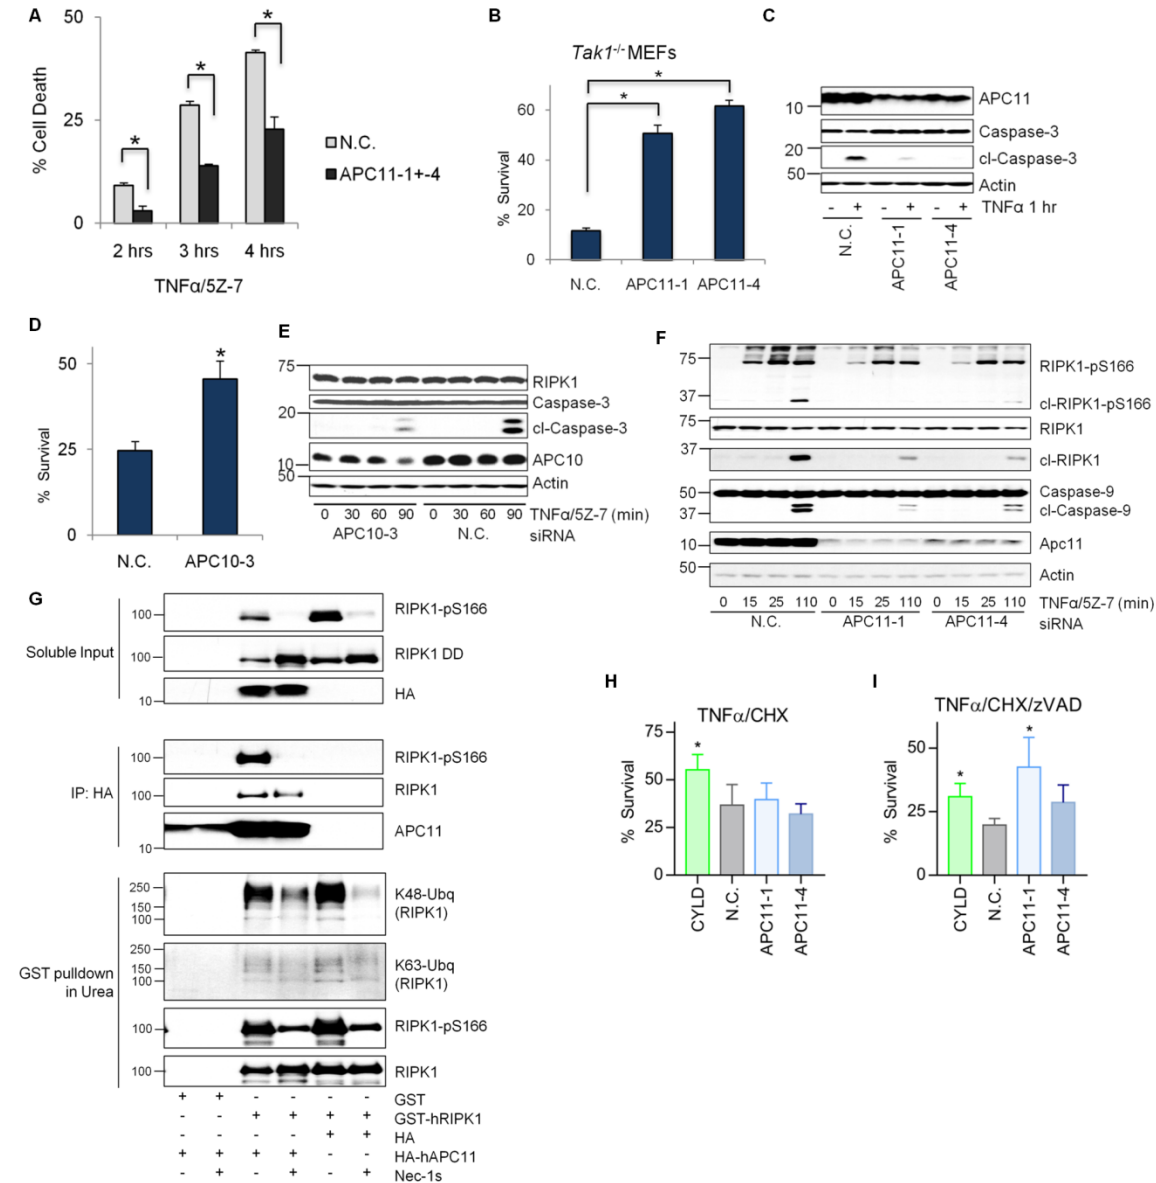 A
50
25
0
% Cell Death
*
*
*
N.C.
APC11-1+-4
2 hrs
3 hrs
4 hrs
TNFα/5Z-7
B
Tak1-/- MEFs
*
*
60
40
20
0
% Survival
N.C.
APC11-1
APC11-4
C
APC11
10
Caspase-3
20
cl-Caspase-3
50
Actin
- + - + - +
TNFα 1 hr
N.C.
APC11-1
APC11-4
D
50
25
0
% Survival
*
N.C.
APC10-3
E
75
RIPK1
Caspase-3
20
cl-Caspase-3
APC10
10
50
Actin
0 30 60 90 0 30 60 90 TNFα/5Z-7 (min)
APC10-3 N.C. siRNA
F
75
RIPK1-pS166
37
cl-RIPK1-pS166
75
RIPK1
37
cl-RIPK1
50
Caspase-9
37
cl-Caspase-9
10
Apc11
50
Actin
0 15 25 110 0 15 25 110 0 15 25 110 TNFα/5Z-7 (min)
N.C. APC11-1 APC11-4 siRNA
G
Soluble Input
100
RIPK1-pS166
100
RIPK1 DD
10
HA
IP: HA
100
RIPK1-pS166
100
RIPK1
10
APC11
GST pulldown
in Urea
250
150
100
K48-Ubq
(RIPK1)
250
150
100
K63-Ubq
(RIPK1)
100
RIPK1-pS166
100
RIPK1
+ + - - - - GST
- - + + + + GST-hRIPK1
- - - - + + HA
+ + + + - - HA-hAPC11
- + - + - + Nec-1s
H
TNFα/CHX
75
50
25
0
% Survival
*
CYLD
N.C.
APC11-1
APC11-4
I
TNFα/CHX/zVAD
50
25
0
% Survival
*
*
CYLD
N.C.
APC11-1
APC11-4